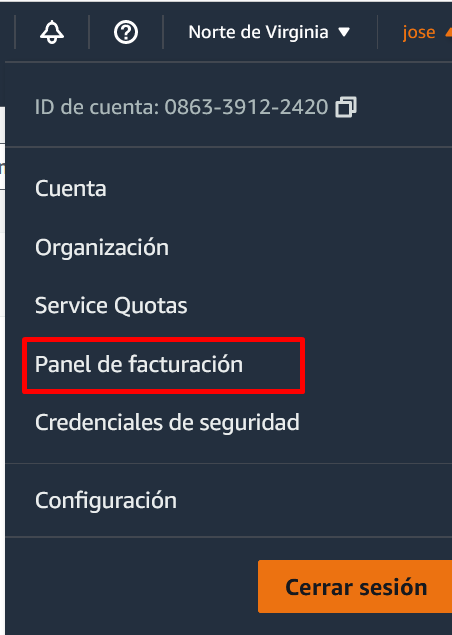 Norte de Virginia ▼ jose
ID de cuenta: 0863-3912-2420
Cuenta
Organización
Service Quotas
Panel de facturación
Credenciales de seguridad
Configuración
Cerrar sesión